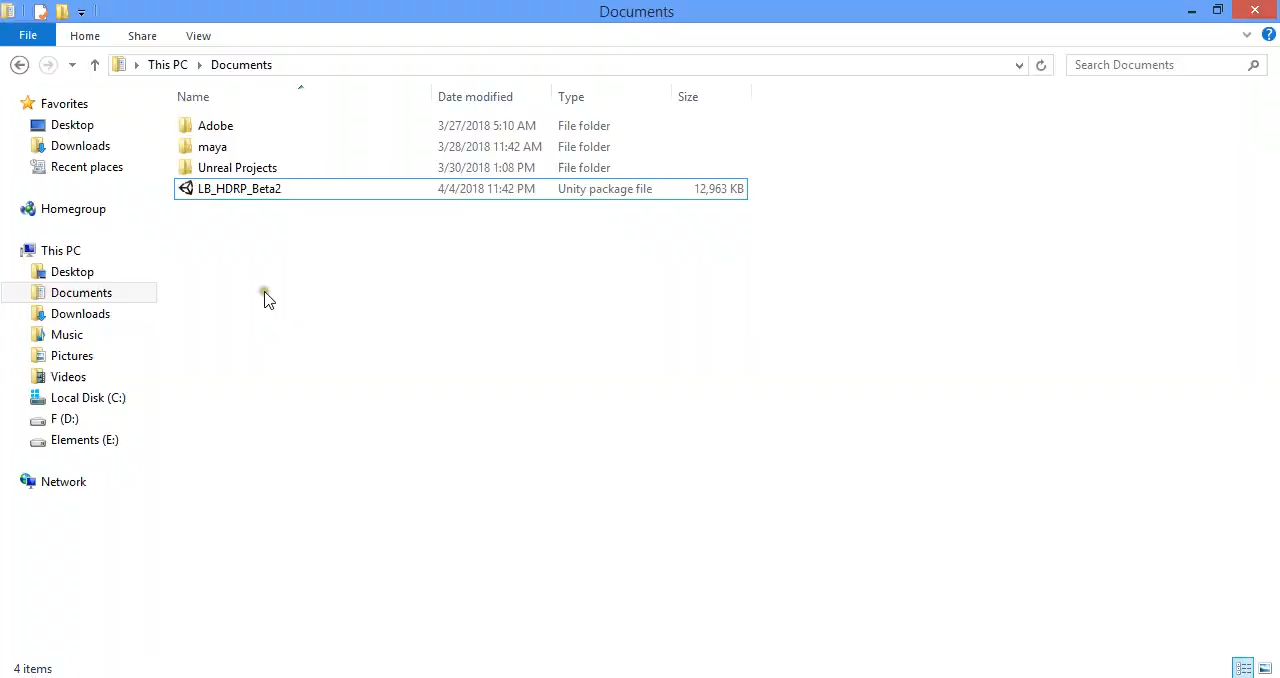 Documents
File Home Share View
This PC Documents Search Documents
Name Date modified Type Size
Favorites
Desktop
Downloads
Recent places
Homegroup
This PC
Desktop
Documents
Downloads
Music
Pictures
Videos
Local Disk (C:)
F (D:)
Elements (E:)
Network
Adobe 3/27/2018 5:10 AM File folder
maya 3/28/2018 11:42 AM File folder
Unreal Projects 3/30/2018 1:08 PM File folder
LB_HDRP_Beta2 4/4/2018 11:42 PM Unity package file 12,963 KB
4 items